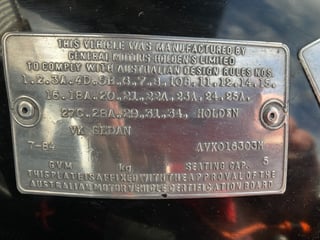 THIS VEHICLE WAS MANUFACTURED BY
GENERAL MOTORS HOLDEN'S LIMITED
TO COMPLY WITH AUSTRALIAN DESIGN RULES NOS.
1, 2, 3A, 4D, 5B, 6, 7, 8, 10B, 11, 12, 14, 15,
16, 18A, 20, 21, 22A, 23A, 24, 25A,
27C, 28A, 29, 31, 34, HOLDEN
VK SEDAN
7-84 AVXO16303M
GVM kg SEATING CAP. 5
THIS PLATE IS AFFIXED WITH THE APPROVAL OF THE
AUSTRALIAN MOTOR VEHICLE CERTIFICATION BOARD